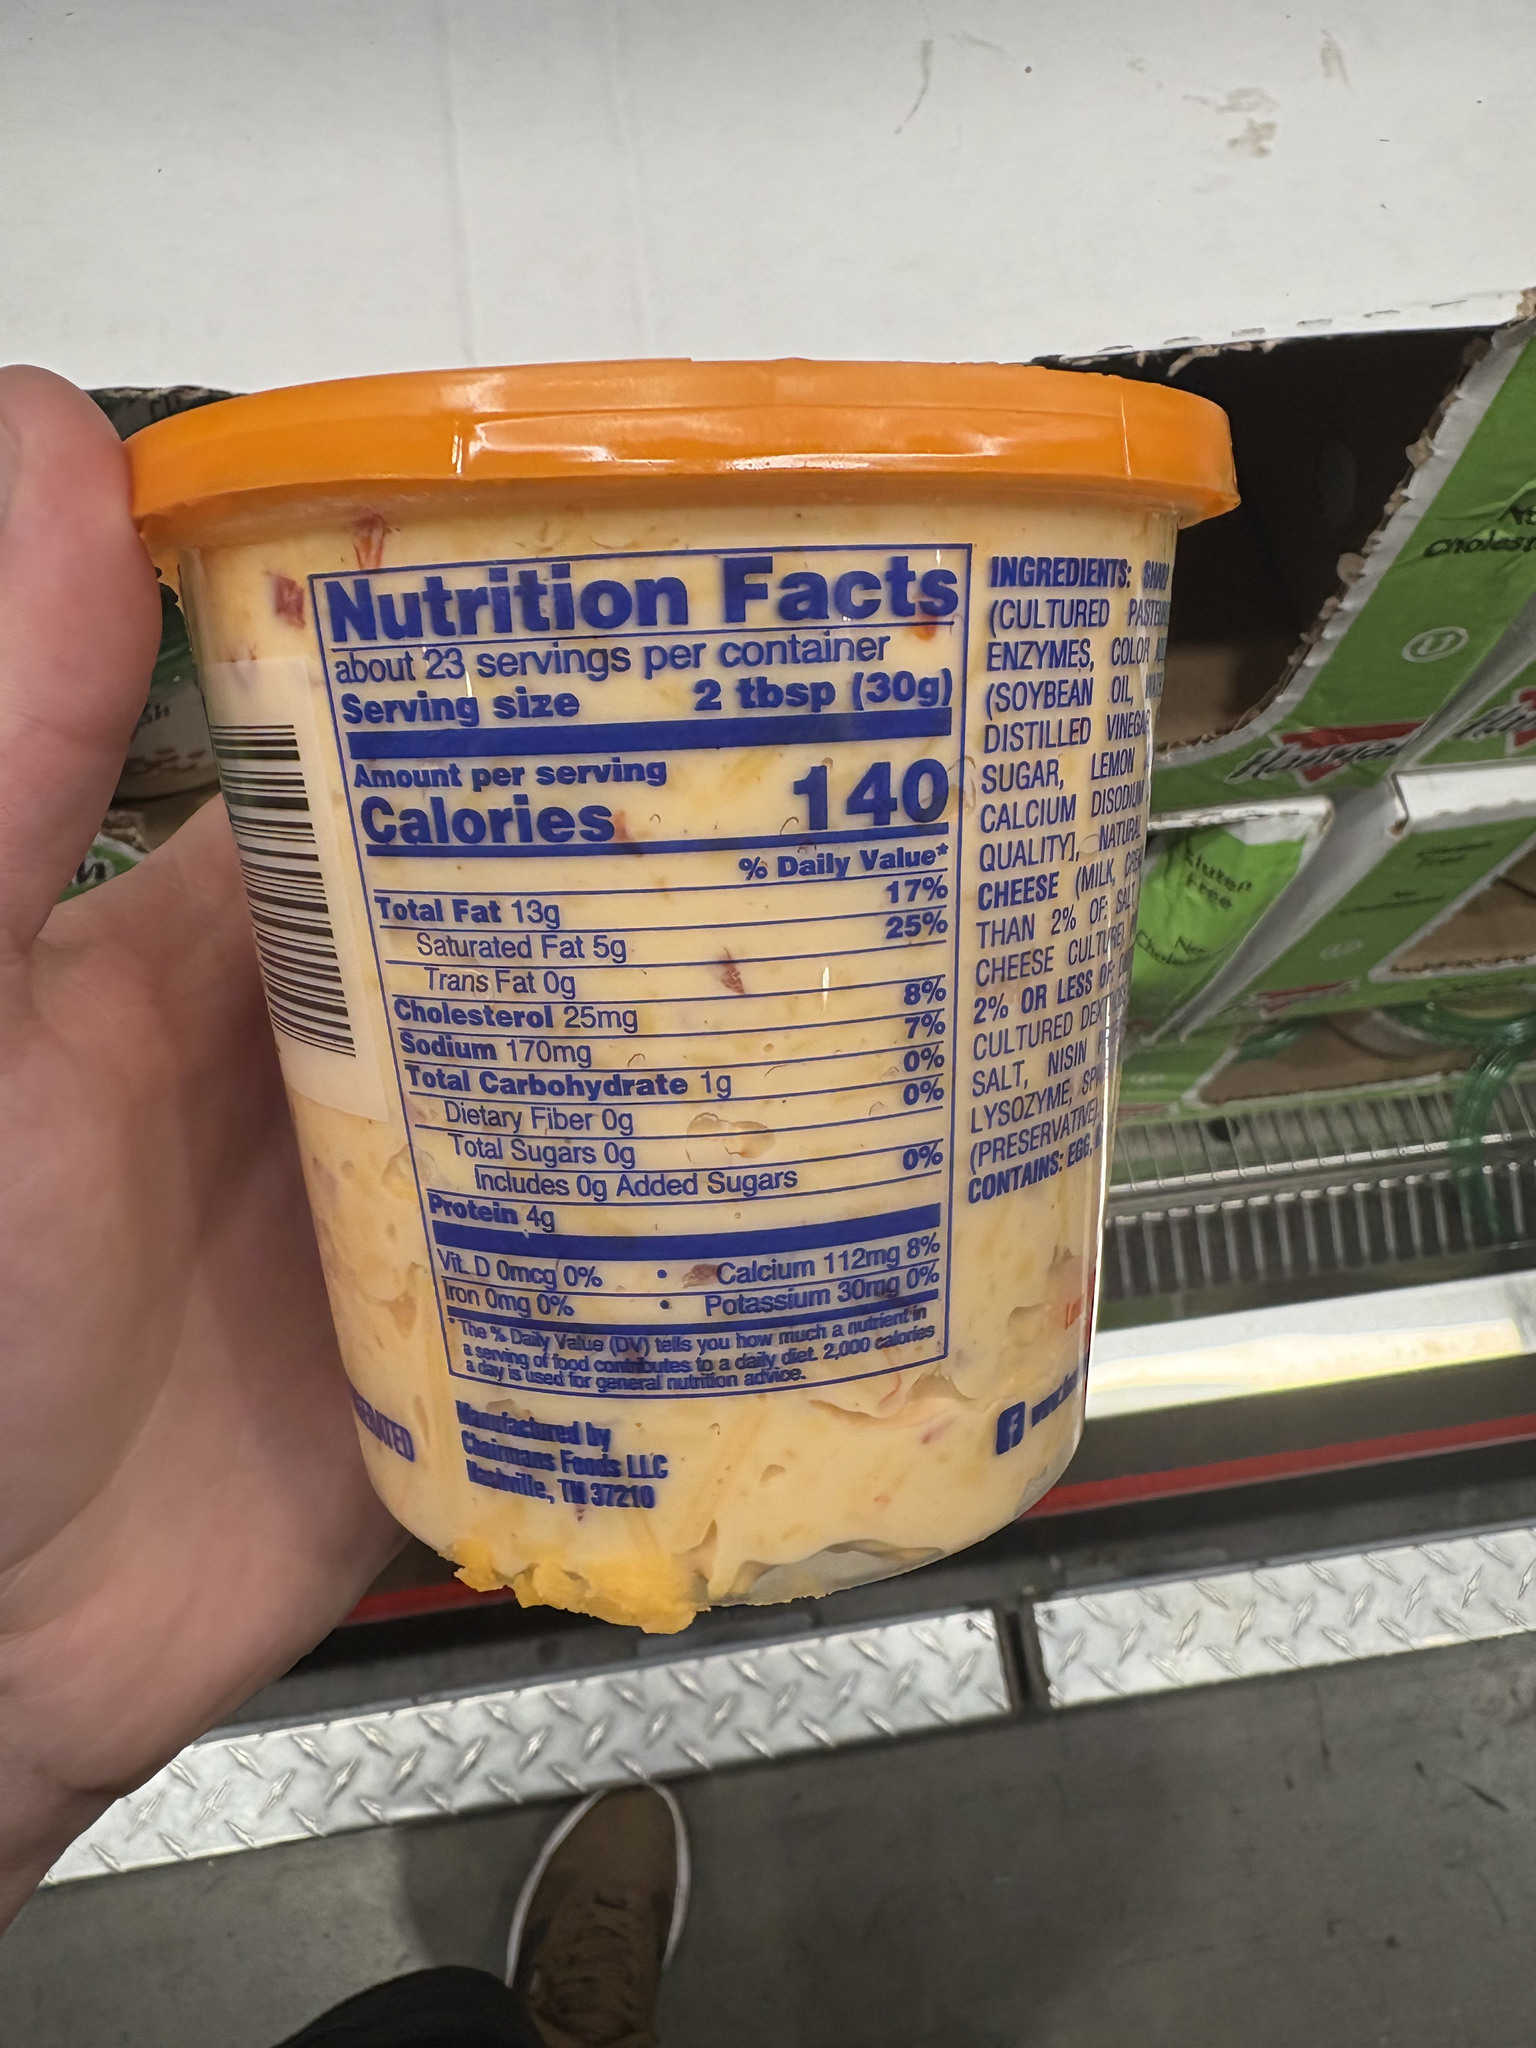 Nutrition Facts
about 23 servings per container
Serving size 2 tbsp (30g)
Amount per serving
Calories 140
% Daily Value*
Total Fat 13g 17%
Saturated Fat 5g 25%
Trans Fat 0g
Cholesterol 25mg 8%
Sodium 170mg 7%
Total Carbohydrate 1g 0%
Dietary Fiber 0g 0%
Total Sugars 0g
Includes 0g Added Sugars 0%
Protein 4g
Vit. D 0mcg 0% • Calcium 112mg 8%
Iron 0mg 0% • Potassium 30mg 0%
*The % Daily Value (DV) tells you how much a nutrient in
a serving of food contributes to a daily diet. 2,000 calories
a day is used for general nutrition advice.
Manufactured by
Chairmans Foods LLC
Nashville, TN 37210
INGREDIENTS:
(CULTURED
ENZYMES, COLOR
(SOYBEAN OIL,
DISTILLED
SUGAR, LEMON
CALCIUM
QUALITY], NATURAL
CHEESE (MILK,
THAN 2% OF:
CHEESE
2% OR LESS OF:
CULTURED
SALT, NISIN
LYSOZYME,
CONTAINS: EGG,
Gluten
Free
No